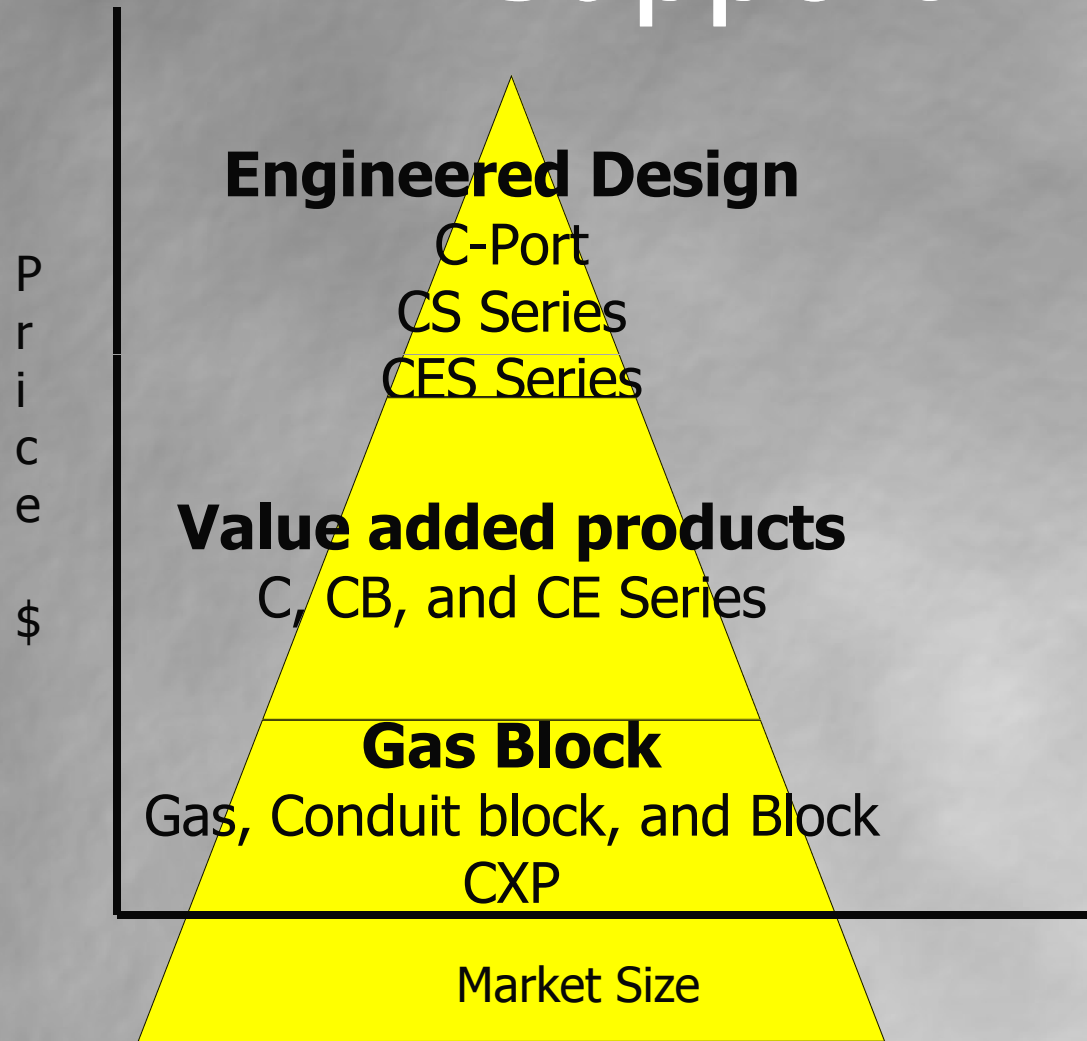 Engineered Design
C-Port
CS Series
CES Series
Price $
Value added products
C, CB, and CE Series
Gas Block
Gas, Conduit block, and Block
CXP
Market Size